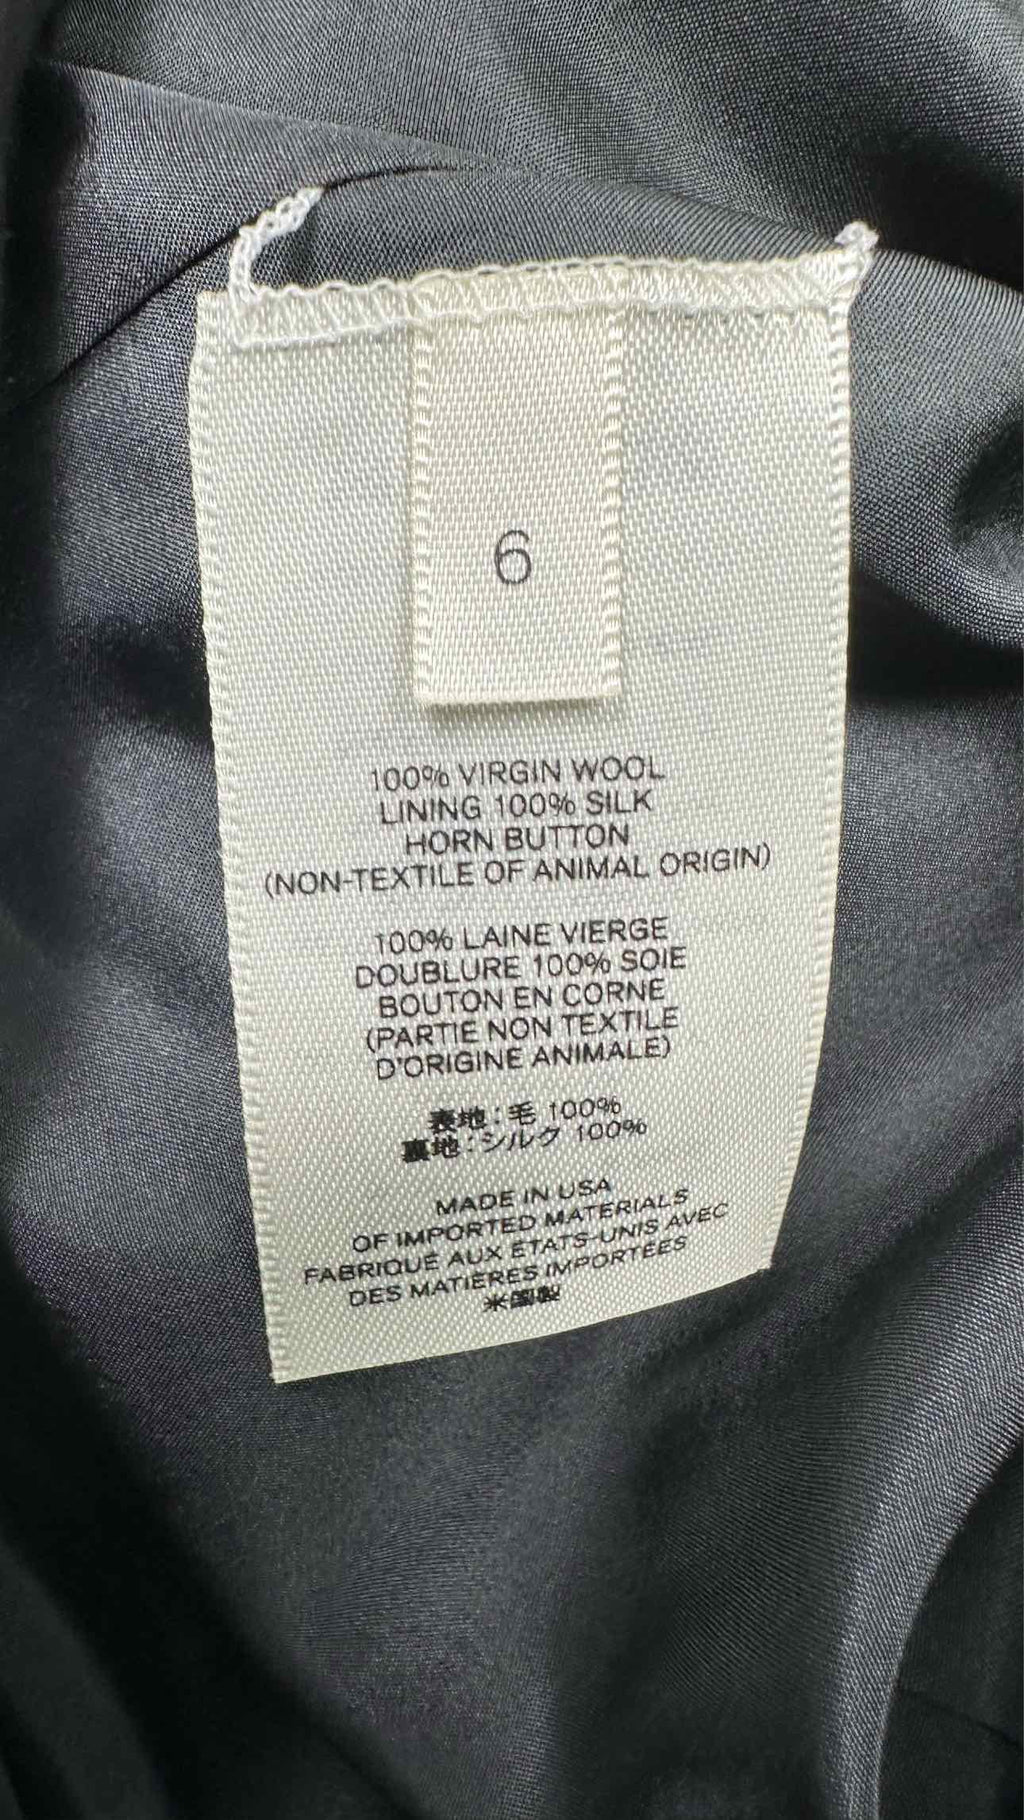 6
100% VIRGIN WOOL
LINING 100% SILK
HORN BUTTON
(NON-TEXTILE OF ANIMAL ORIGIN)
100% LAINE VIERGE
DOUBLURE 100% SOIE
BOUTON EN CORNE
(PARTIE NON TEXTILE
D'ORIGINE ANIMALE)
表地:毛 100%
裏地:シルク 100%
MADE IN USA
OF IMPORTED MATERIALS
FABRIQUÉ AUX ÉTATS-UNIS AVEC
DES MATIÈRES IMPORTÉES
米国製